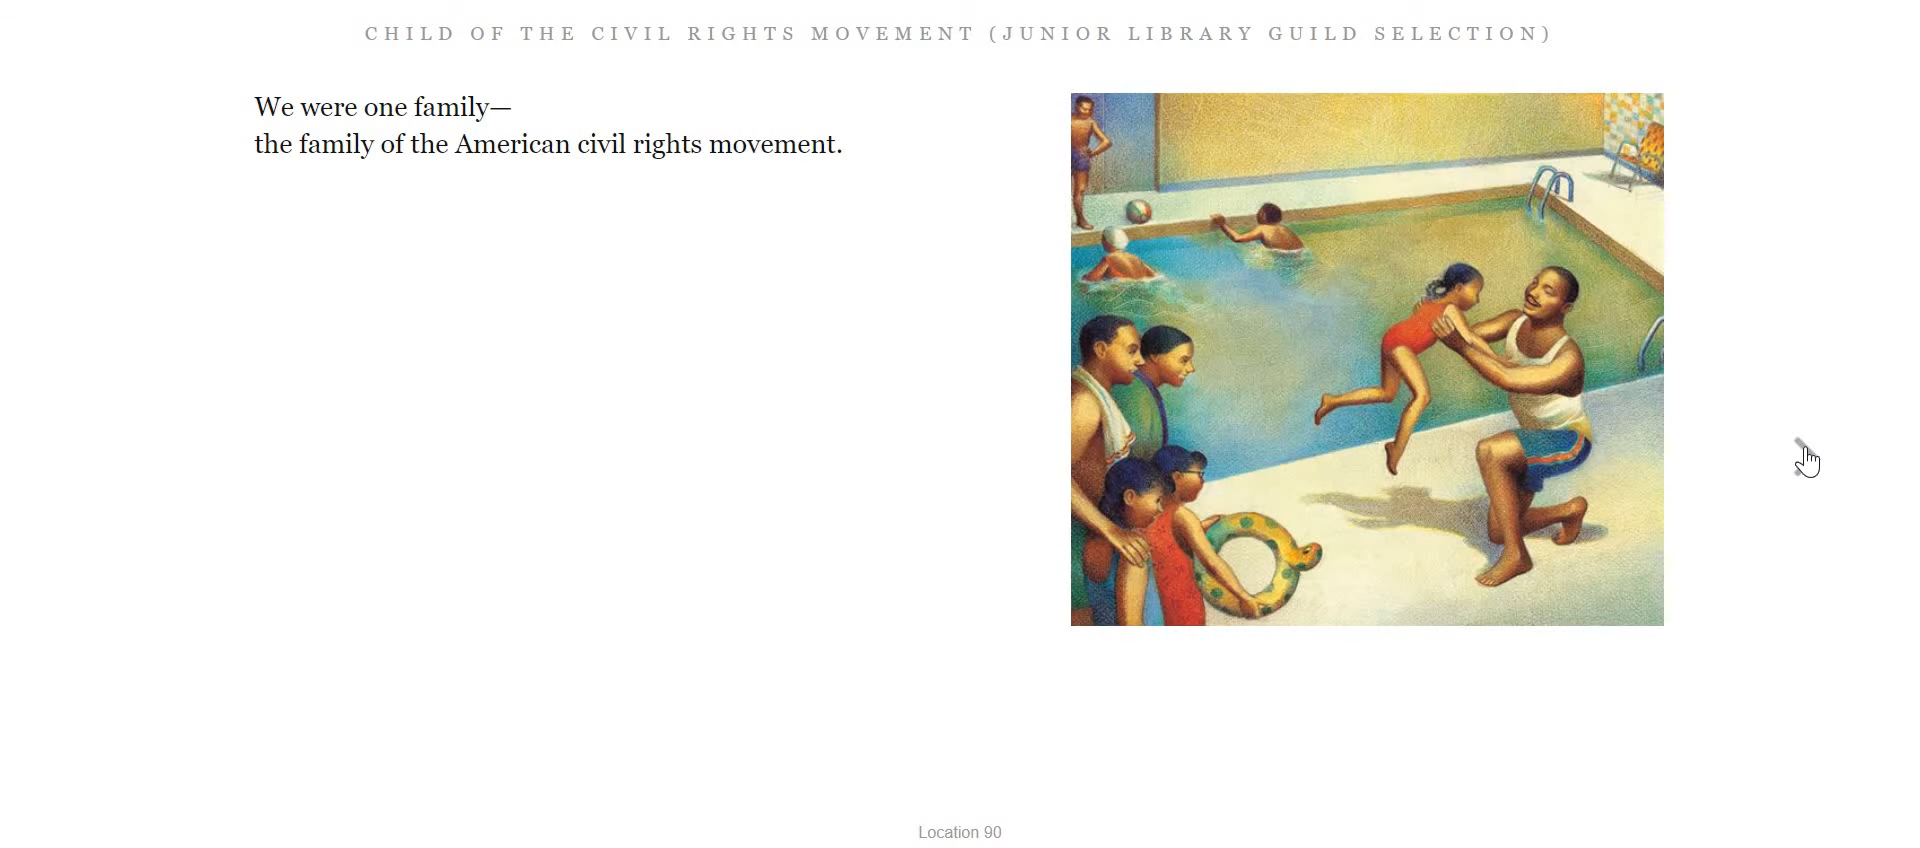 CHILD OF THE CIVIL RIGHTS MOVEMENT (JUNIOR LIBRARY GUILD SELECTION)
We were one family—
the family of the American civil rights movement.
Location 90